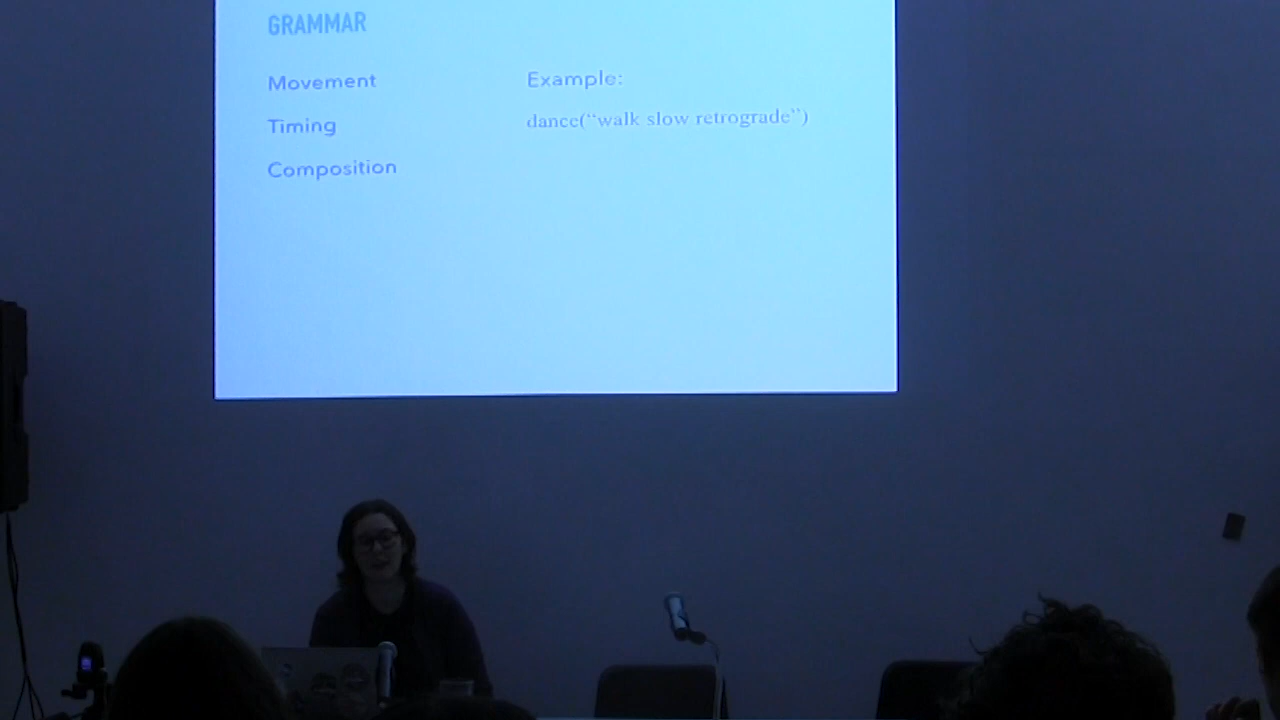 GRAMMAR
Movement
Timing
Composition
Example:
dance(“walk slow retrograde”)